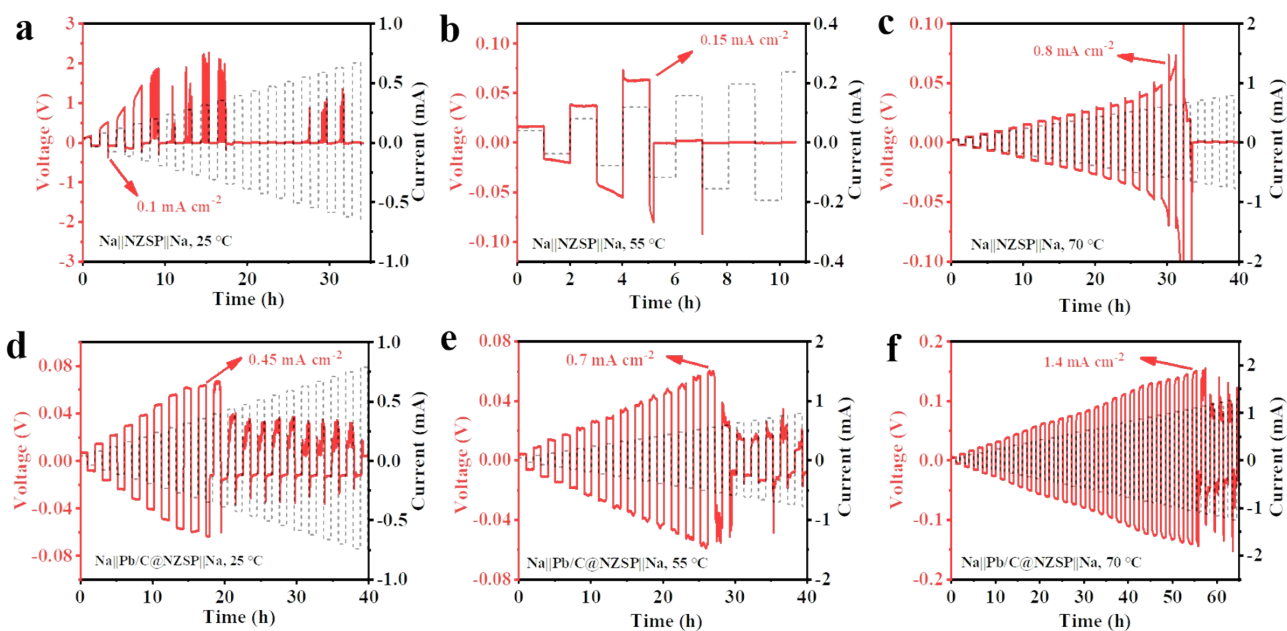 a
Voltage (V)
3
2
1
0
-1
-2
-3
0.1 mA cm-2
Na||NZSP||Na, 25 °C
0 10 20 30
Time (h)
1.0
0.5
0.0
-0.5
-1.0
Current (mA)
b
Voltage (V)
0.10
0.05
0.00
-0.05
-0.10
0.15 mA cm-2
Na||NZSP||Na, 55 °C
0 2 4 6 8 10
Time (h)
0.4
0.2
0.0
-0.2
-0.4
Current (mA)
c
Voltage (V)
0.10
0.05
0.00
-0.05
-0.10
0.8 mA cm-2
Na||NZSP||Na, 70 °C
0 10 20 30 40
Time (h)
2
1
0
-1
-2
Current (mA)
d
Voltage (V)
0.08
0.04
0.00
-0.04
-0.08
0.45 mA cm-2
Na||Pb/C@NZSP||Na, 25 °C
0 10 20 30 40
Time (h)
1.0
0.5
0.0
-0.5
-1.0
Current (mA)
e
Voltage (V)
0.08
0.04
0.00
-0.04
-0.08
0.7 mA cm-2
Na||Pb/C@NZSP||Na, 55 °C
0 10 20 30 40
Time (h)
2
1
0
-1
-2
Current (mA)
f
Voltage (V)
0.2
0.1
0.0
-0.1
-0.2
1.4 mA cm-2
Na||Pb/C@NZSP||Na, 70 °C
0 10 20 30 40 50 60
Time (h)
2
1
0
-1
-2
Current (mA)